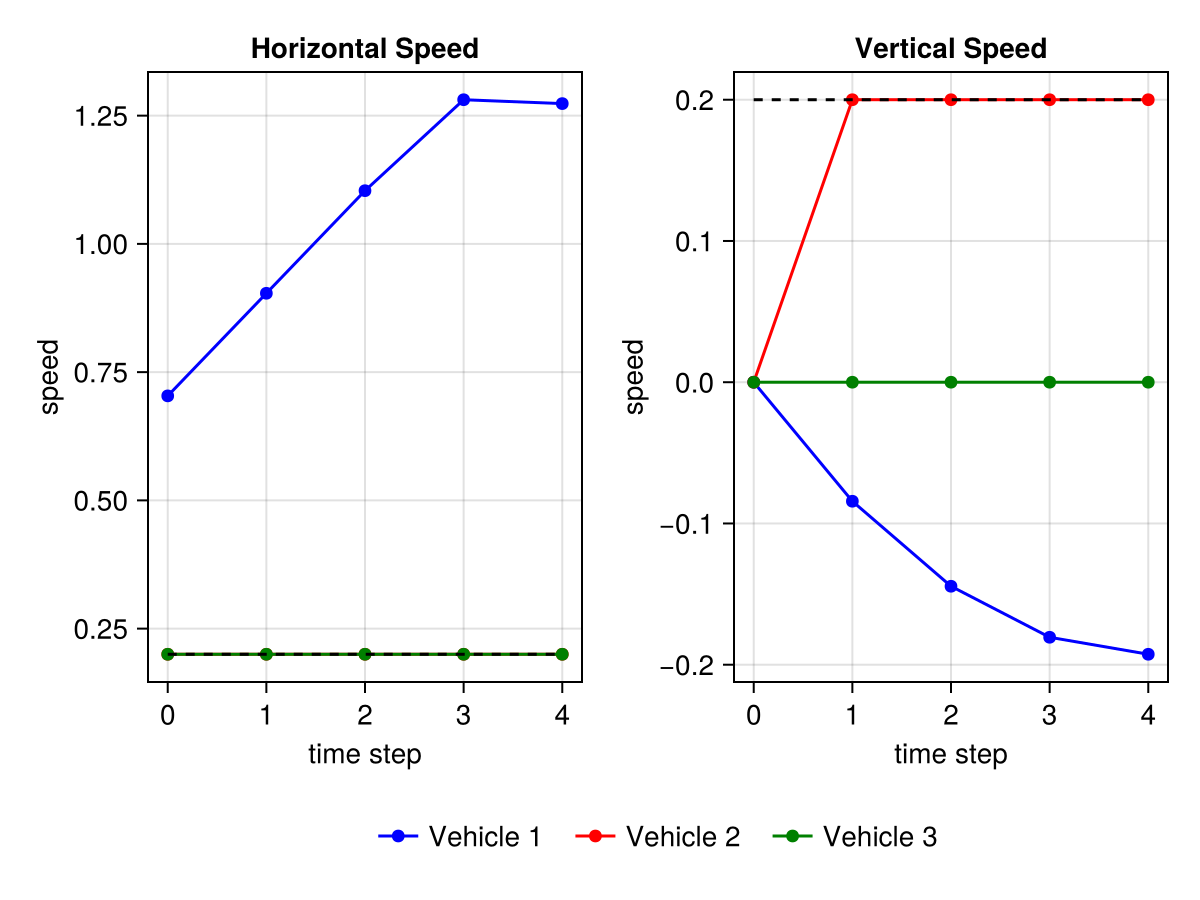 Horizontal Speed
1.25
1.00
0.75
0.50
0.25
speed
0 1 2 3 4
time step
Vertical Speed
0.2
0.1
0.0
−0.1
−0.2
speed
0 1 2 3 4
time step
Vehicle 1 Vehicle 2 Vehicle 3